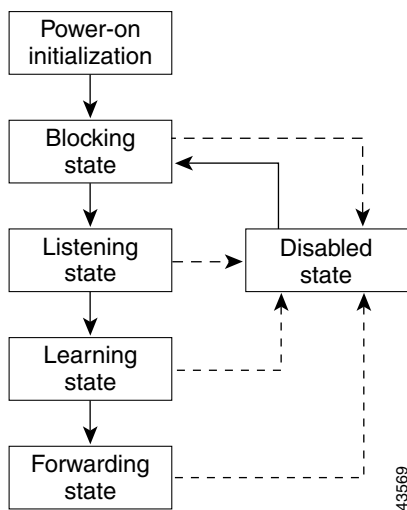 Power-on
initialization
Blocking
state
Listening
state
Disabled
state
Learning
state
Forwarding
state
43569